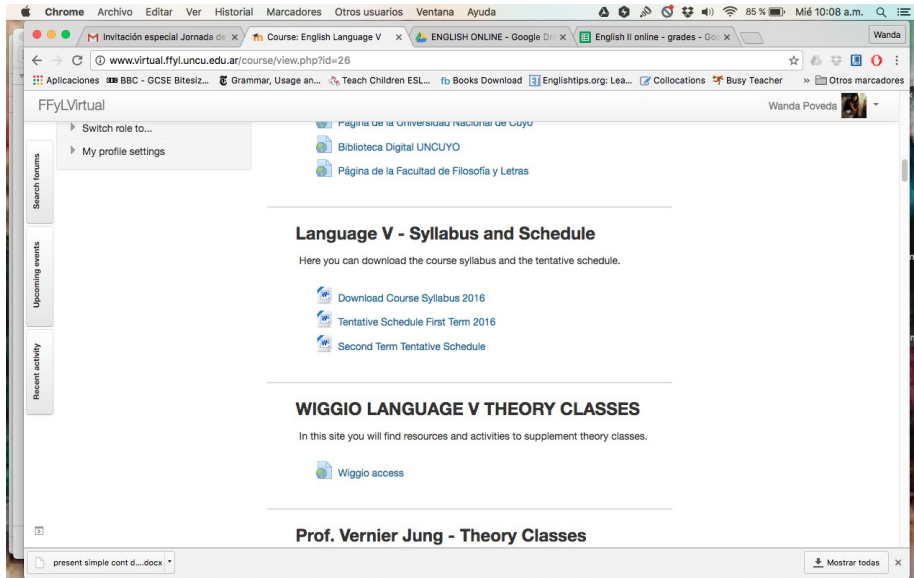 Chrome Archivo Editar Ver Historial Marcadores Otros usuarios Ventana Ayuda 85 % Mié 10:08 a.m.
Invitación especial Jornada de
Course: English Language V
ENGLISH ONLINE - Google Dri
English II online - grades - Goo
Wanda
www.virtual.ffyl.uncu.edu.ar/course/view.php?id=26
Aplicaciones BBC BBC - GCSE Bitesiz... Grammar, Usage an... Teach Children ESL... fb Books Download Englishtips.org: Lea... Collocations Busy Teacher » Otros marcadores
FFyLVirtual Wanda Poveda
Switch role to...
My profile settings
Search forums
Upcoming events
Recent activity
Página de la Universidad Nacional de Cuyo
Biblioteca Digital UNCUYO
Página de la Facultad de Filosofía y Letras
Language V - Syllabus and Schedule
Here you can download the course syllabus and the tentative schedule.
Download Course Syllabus 2016
Tentative Schedule First Term 2016
Second Term Tentative Schedule
WIGGIO LANGUAGE V THEORY CLASSES
In this site you will find resources and activities to supplement theory classes.
Wiggio access
Prof. Vernier Jung - Theory Classes
present simple cont d....docx
Mostrar todas